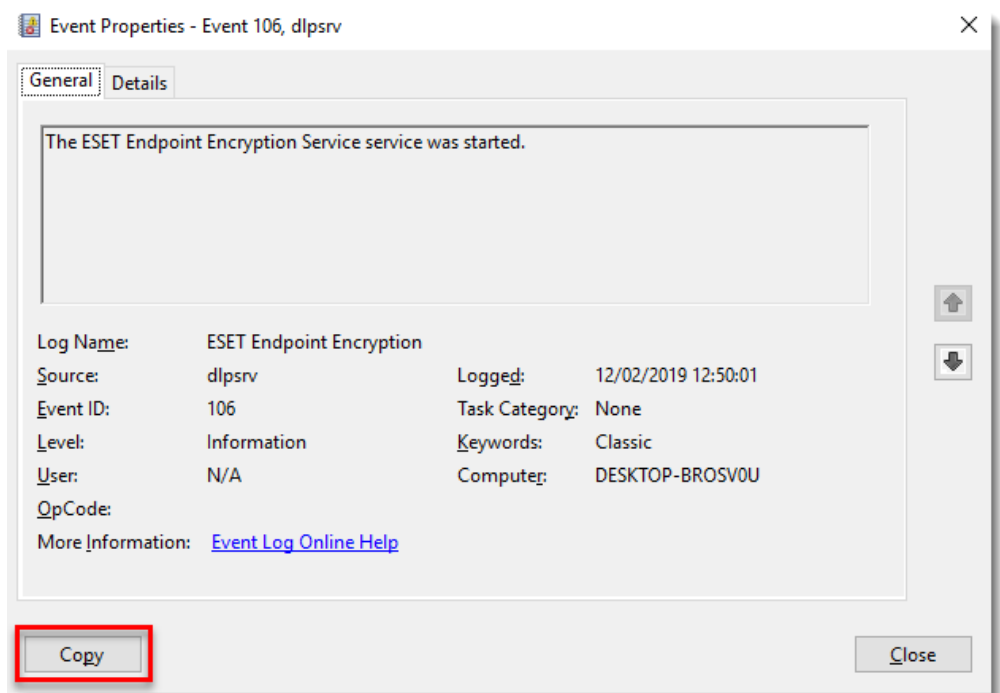 Event Properties - Event 106, dlpsrv
General Details
The ESET Endpoint Encryption Service service was started.
Log Name: ESET Endpoint Encryption
Source: dlpsrv Logged: 12/02/2019 12:50:01
Event ID: 106 Task Category: None
Level: Information Keywords: Classic
User: N/A Computer: DESKTOP-BROSV0U
OpCode:
More Information: Event Log Online Help
Copy Close